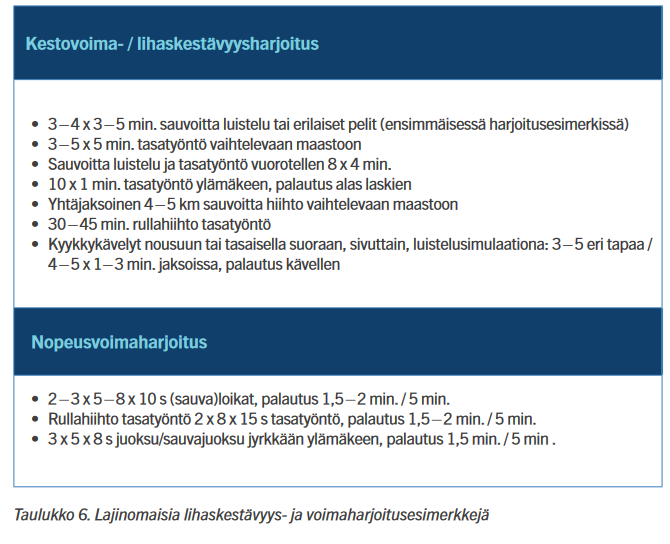 Kestovoima- / lihaskestävyysharjoitus
• 3–4 x 3–5 min. sauvoitta luistelu tai erilaiset pelit (ensimmäisessä harjoitusesimerkissä)
• 3–5 x 5 min. tasatyöntö vaihtelevaan maastoon
• Sauvoitta luistelu ja tasatyöntö vuorotellen 8 x 4 min.
• 10 x 1 min. tasatyöntö ylämäkeen, palautus alas laskien
• Yhtäjaksoinen 4–5 km sauvoitta hiihto vaihtelevaan maastoon
• 30–45 min. rullahiihto tasatyöntö
• Kyykkykävelyt nousuun tai tasaisella suoraan, sivuttain, luistelusimulaationa: 3–5 eri tapaa /
4–5 x 1–3 min. jaksoissa, palautus kävellen
Nopeusvoimaharjoitus
• 2–3 x 5–8 x 10 s (sauva)loikat, palautus 1,5–2 min. / 5 min.
• Rullahiihto tasatyöntö 2 x 8 x 15 s tasatyöntö, palautus 1,5–2 min. / 5 min.
• 3 x 5 x 8 s juoksu/sauvajuoksu jyrkkään ylämäkeen, palautus 1,5 min. / 5 min .
Taulukko 6. Lajinomaisia lihaskestävyys- ja voimaharjoitusesimerkkejä